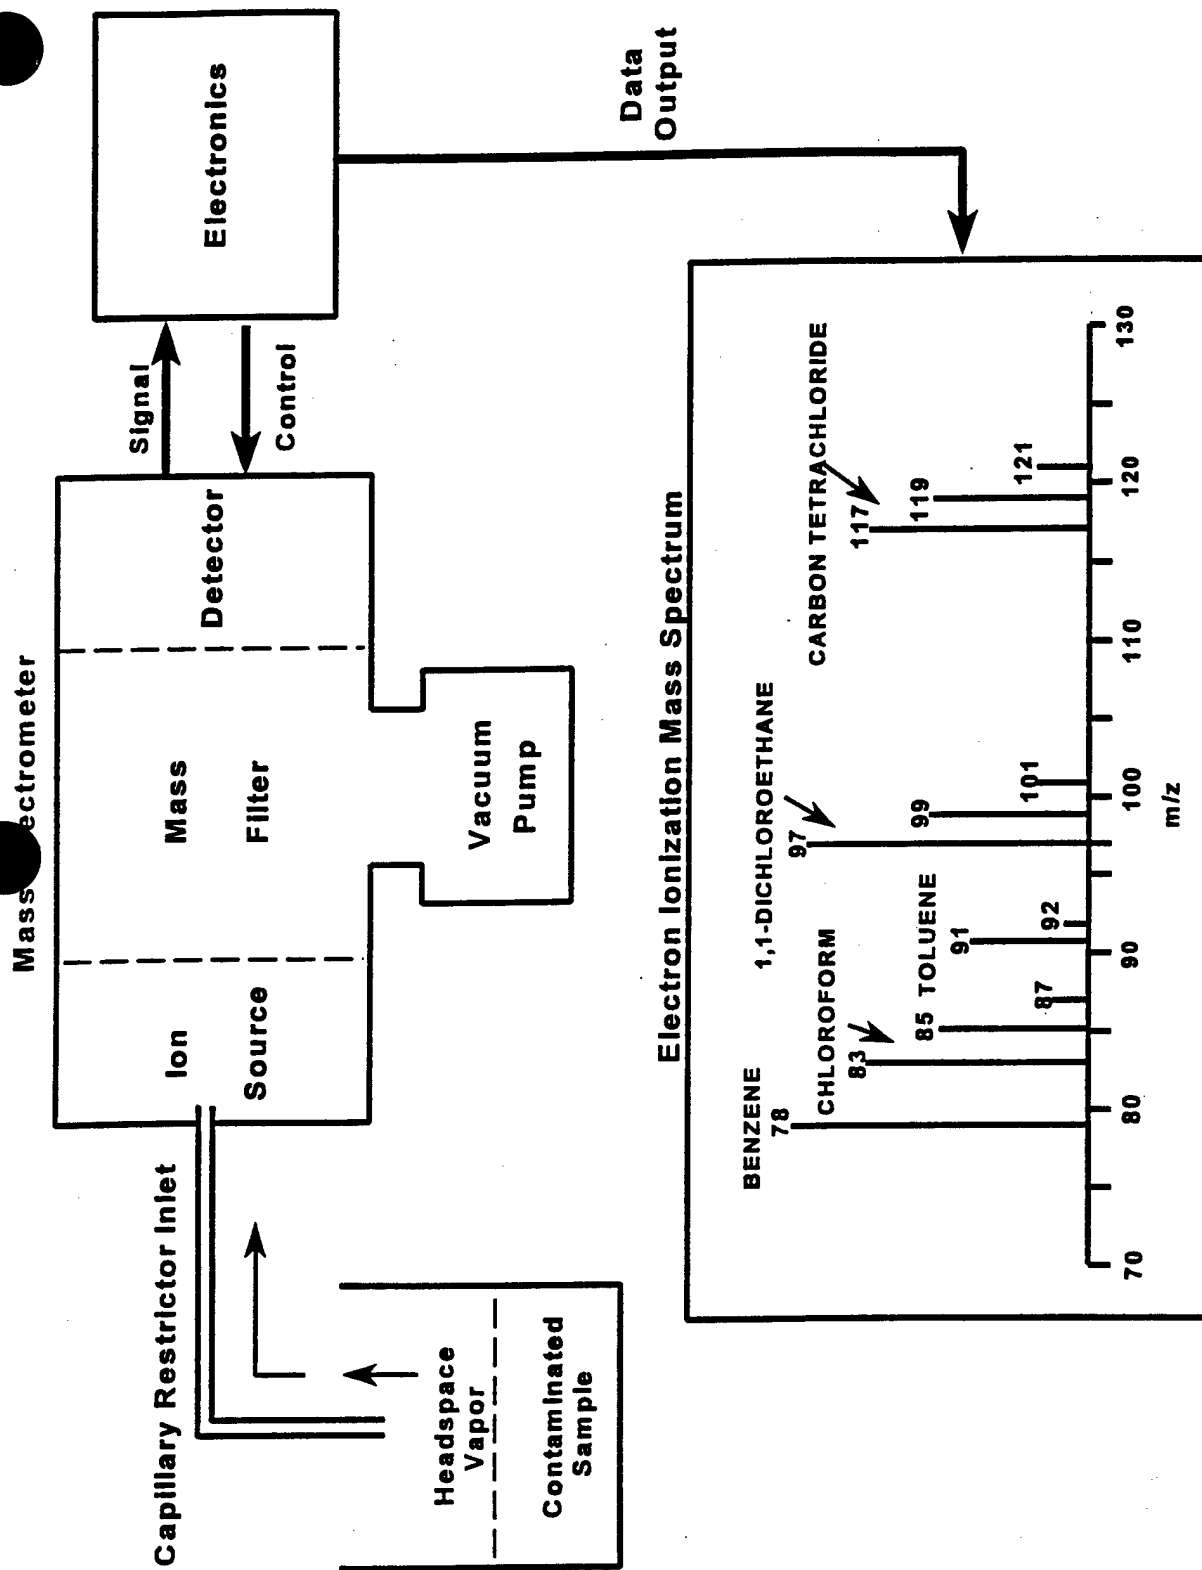 Mass ectrometer
Capillary Restrictor Inlet
Ion
Source
Mass
Filter
Detector
Signal
Control
Electronics
Vacuum
Pump
Headspace
Vapor
Contaminated
Sample
Data
Output
Electron Ionization Mass Spectrum
BENZENE
78
CHLOROFORM
83
85
87
TOLUENE
91
92
1,1-DICHLOROETHANE
97
99
101
CARBON TETRACHLORIDE
117
119
121
70
80
90
100
110
120
130
m/z